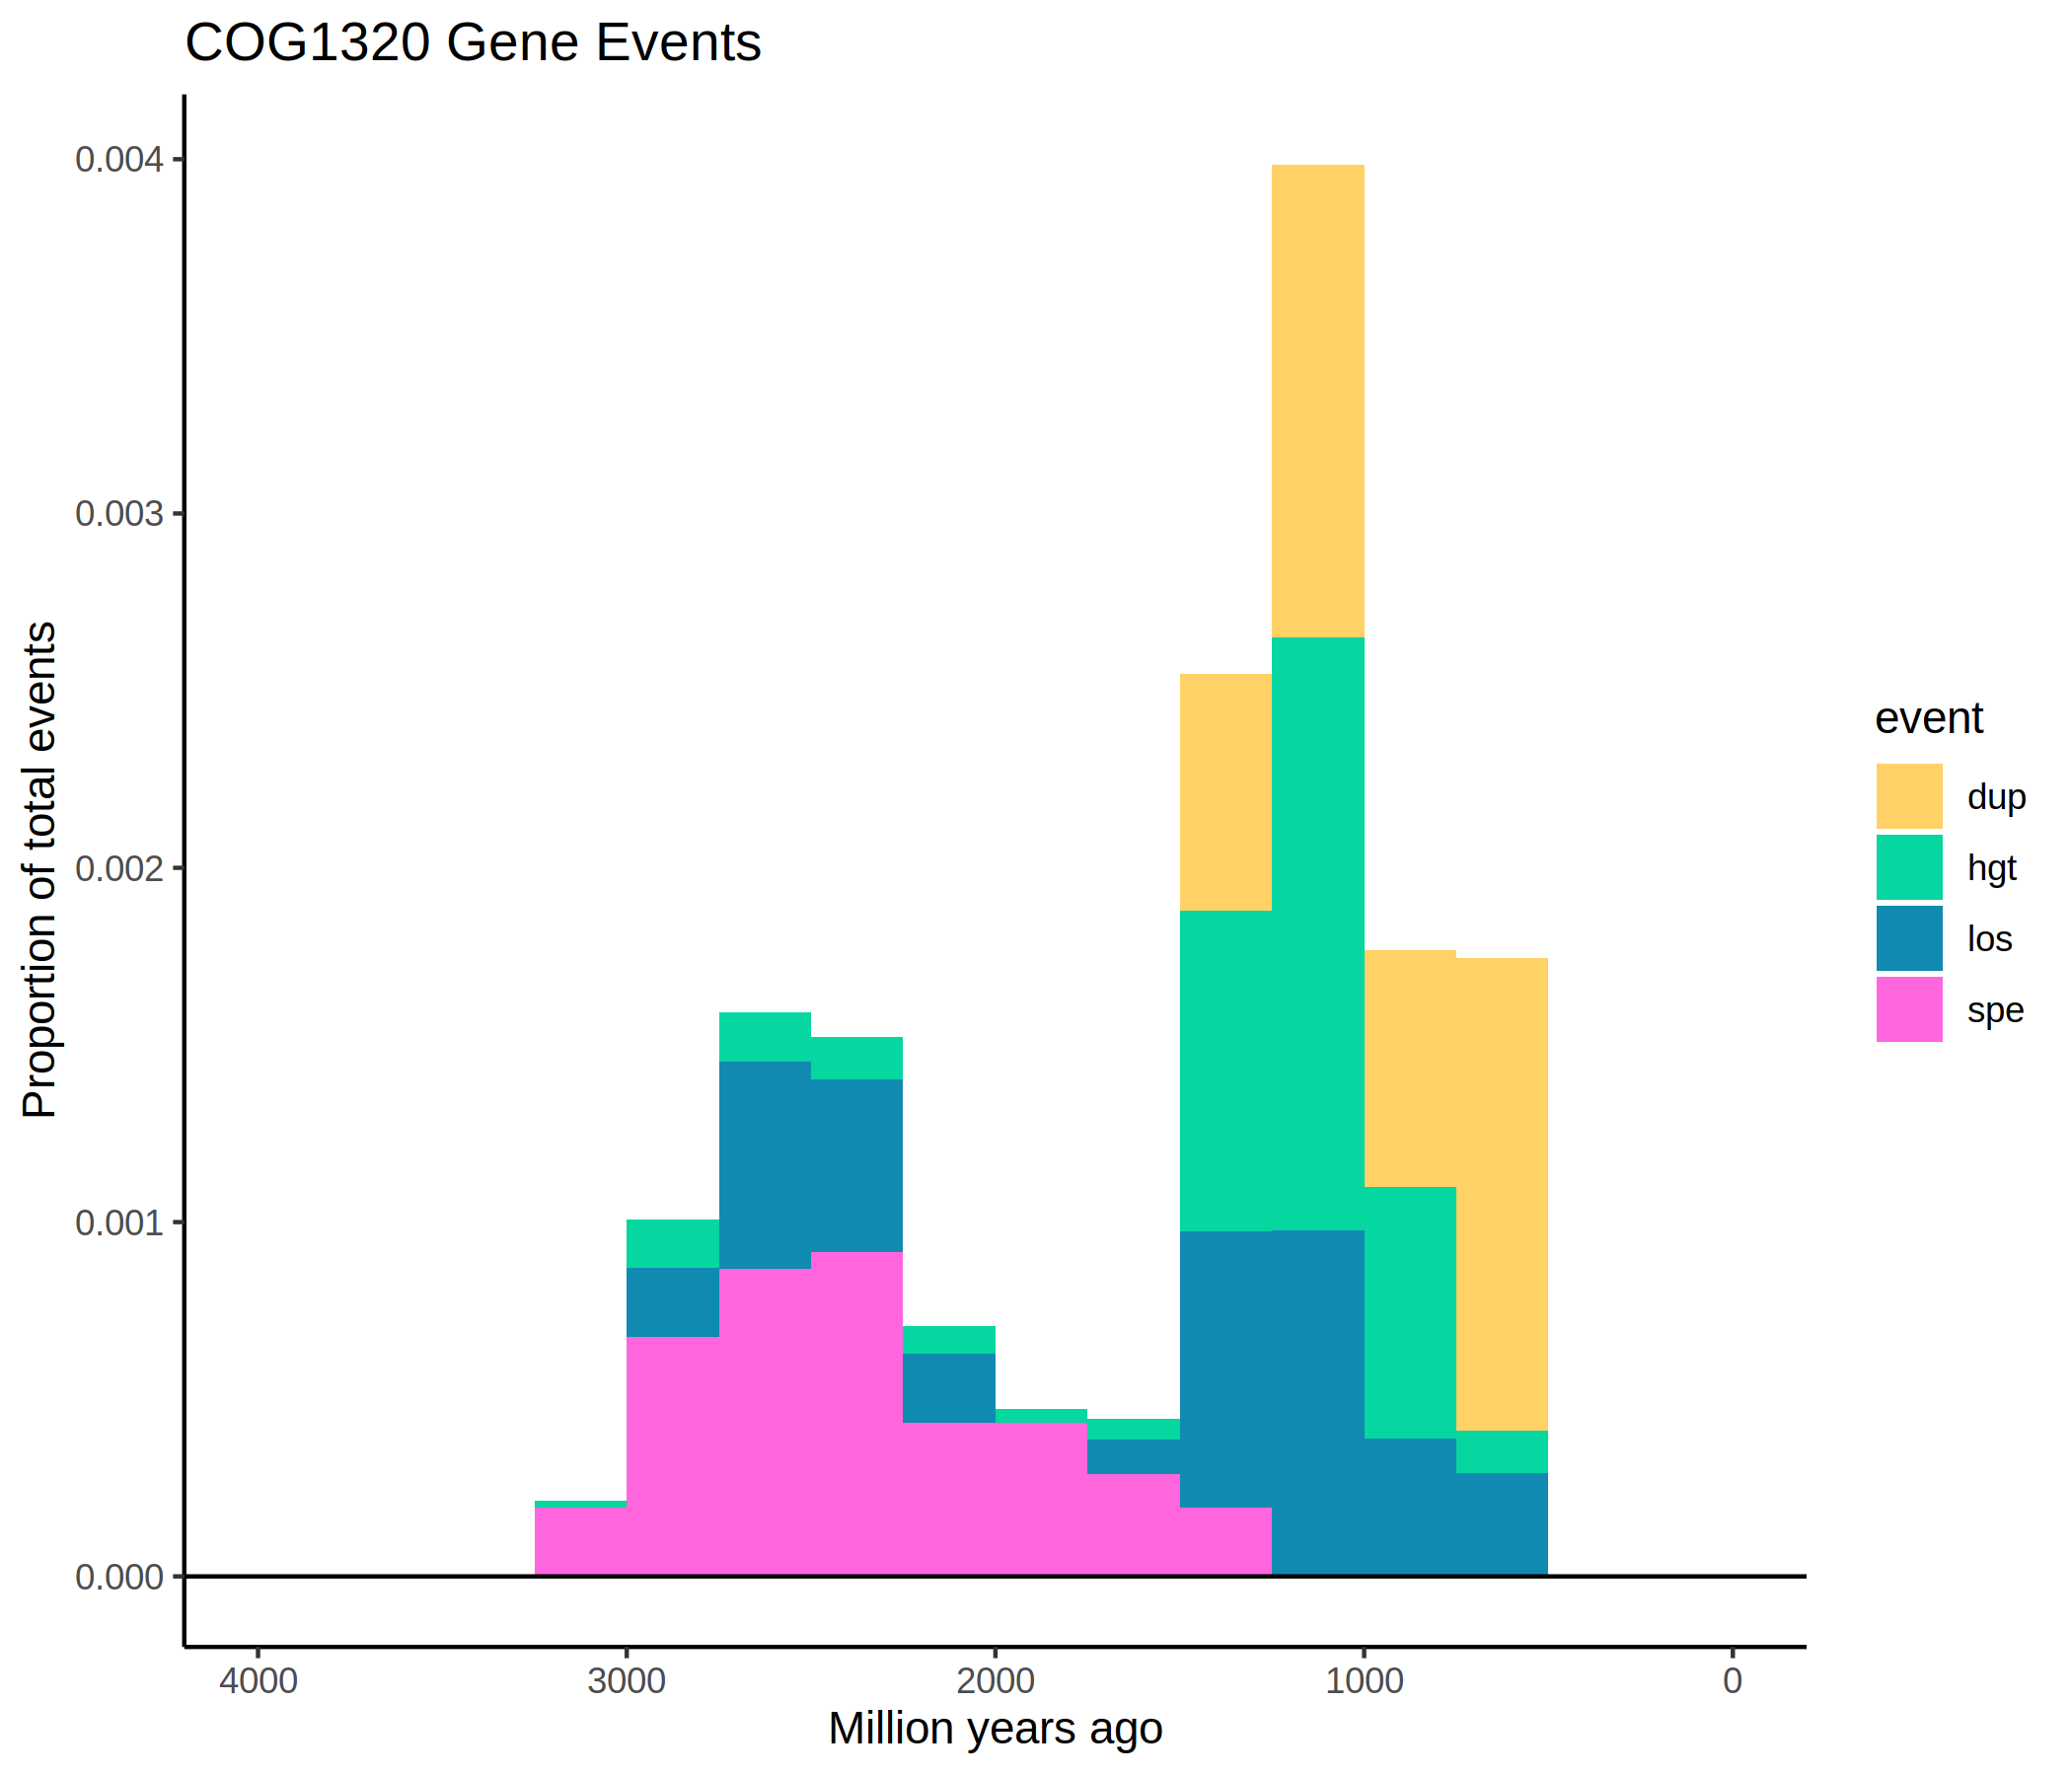 COG1320 Gene Events
Proportion of total events
0.004
0.003
0.002
0.001
0.000
4000 3000 2000 1000 0
Million years ago
event
dup
hgt
los
spe